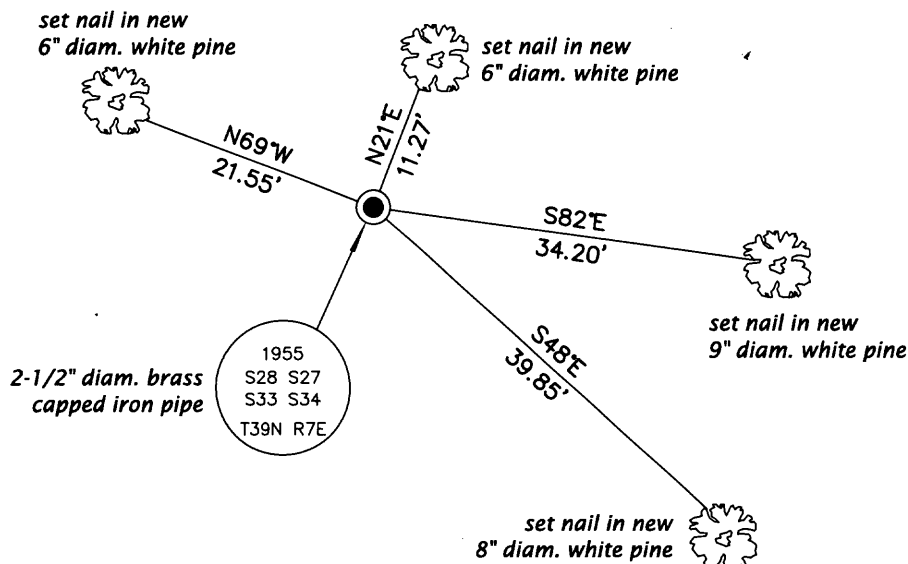 set nail in new
6" diam. white pine
set nail in new
6" diam. white pine
N69°W
21.55'
N21°E
11.27'
S82°E
34.20'
set nail in new
9" diam. white pine
S48°E
39.85'
2-1/2" diam. brass
capped iron pipe
1955
S28 S27
S33 S34
T39N R7E
set nail in new
8" diam. white pine